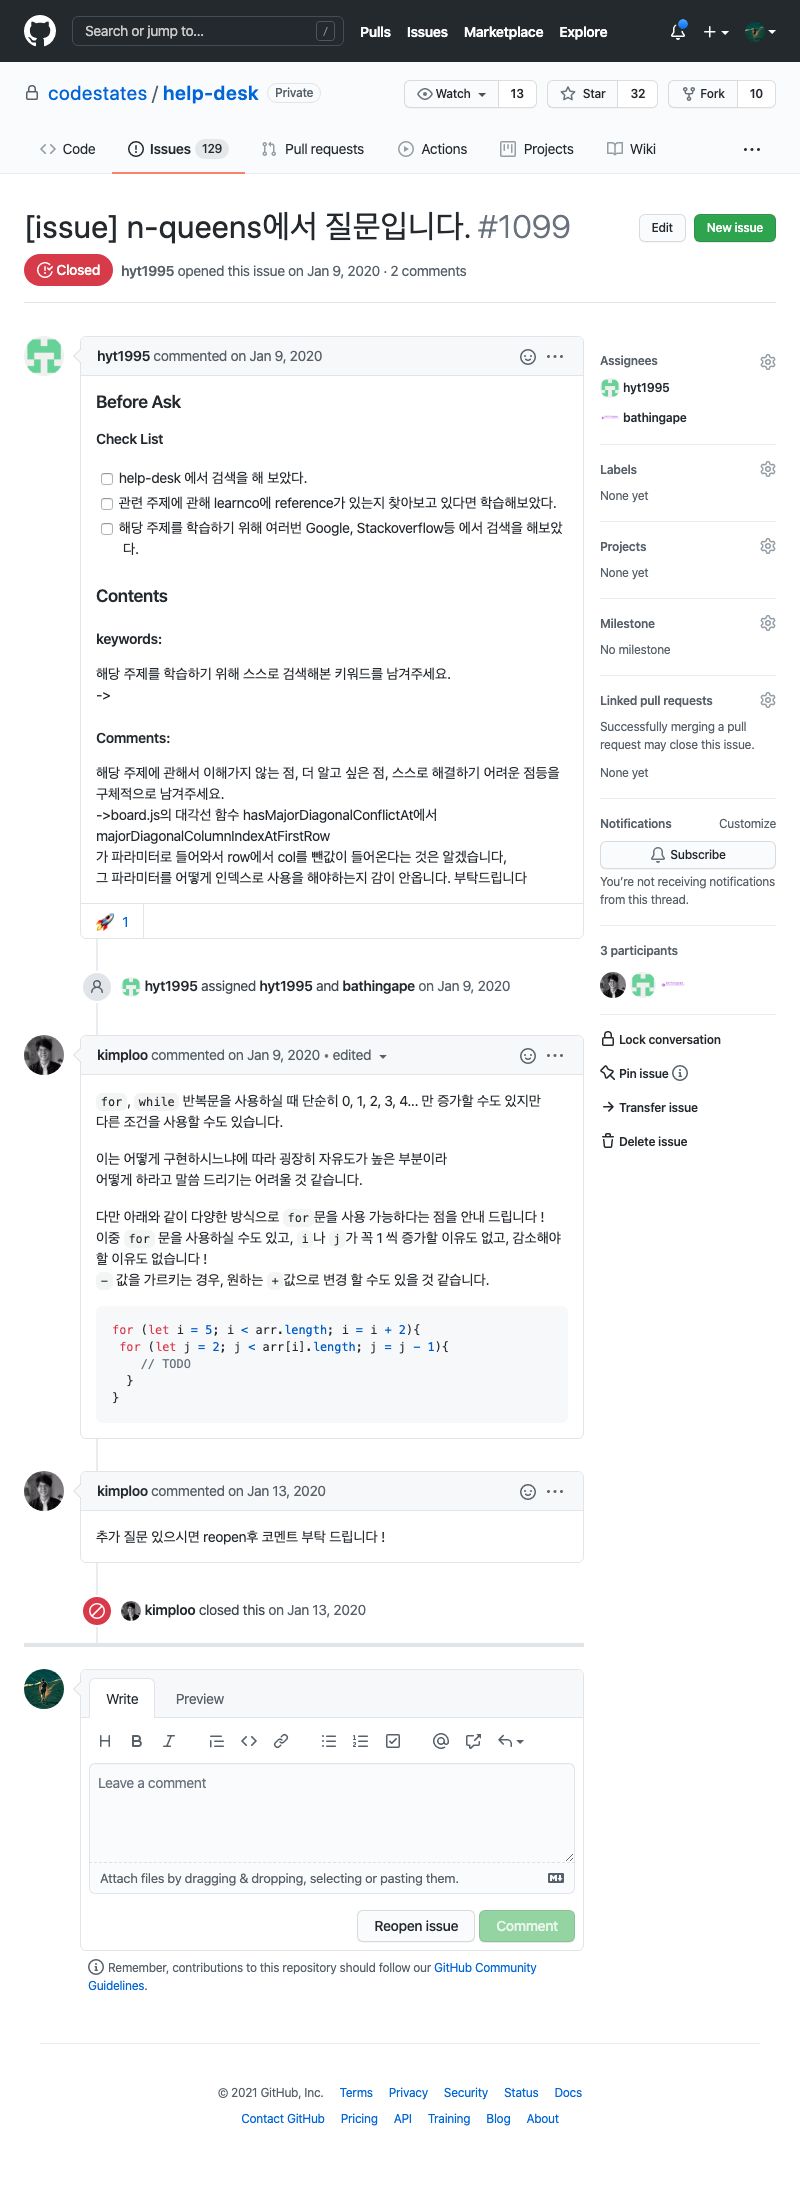 Search or jump to... /
Pulls Issues Marketplace Explore
codestates / help-desk Private
Watch 13 Star 32 Fork 10
Code Issues 129 Pull requests Actions Projects Wiki
[issue] n-queens에서 질문입니다. #1099
Edit New issue
Closed hyt1995 opened this issue on Jan 9, 2020 · 2 comments
hyt1995 commented on Jan 9, 2020
Before Ask
Check List
help-desk 에서 검색을 해 보았다.
관련 주제에 관해 learnco에 reference가 있는지 찾아보고 있다면 학습해보았다.
해당 주제를 학습하기 위해 여러번 Google, Stackoverflow등 에서 검색을 해보았
다.
Contents
keywords:
해당 주제를 학습하기 위해 스스로 검색해본 키워드를 남겨주세요.
->
Comments:
해당 주제에 관해서 이해가지 않는 점, 더 알고 싶은 점, 스스로 해결하기 어려운 점등을
구체적으로 남겨주세요.
->board.js의 대각선 함수 hasMajorDiagonalConflictAt에서
majorDiagonalColumnIndexAtFirstRow
가 파라미터로 들어와서 row에서 col를 뺀값이 들어온다는 것은 알겠습니다,
그 파라미터를 어떻게 인덱스로 사용을 해야하는지 감이 안옵니다. 부탁드립니다
🚀 1
hyt1995 assigned hyt1995 and bathingape on Jan 9, 2020
kimploo commented on Jan 9, 2020 • edited
for , while 반복문을 사용하실 때 단순히 0, 1, 2, 3, 4... 만 증가할 수도 있지만
다른 조건을 사용할 수도 있습니다.
이는 어떻게 구현하시느냐에 따라 굉장히 자유도가 높은 부분이라
어떻게 하라고 말씀 드리기는 어려울 것 같습니다.
다만 아래와 같이 다양한 방식으로 for 문을 사용 가능하다는 점을 안내 드립니다 !
이중 for 문을 사용하실 수도 있고, i 나 j 가 꼭 1 씩 증가할 이유도 없고, 감소해야
할 이유도 없습니다 !
- 값을 가르키는 경우, 원하는 + 값으로 변경 할 수도 있을 것 같습니다.
for (let i = 5; i < arr.length; i = i + 2){
for (let j = 2; j < arr[i].length; j = j - 1){
// TODO
}
}
kimploo commented on Jan 13, 2020
추가 질문 있으시면 reopen후 코멘트 부탁 드립니다 !
kimploo closed this on Jan 13, 2020
Write Preview
Leave a comment
Attach files by dragging & dropping, selecting or pasting them.
Reopen issue Comment
Remember, contributions to this repository should follow our GitHub Community
Guidelines.
Assignees
hyt1995
bathingape
Labels
None yet
Projects
None yet
Milestone
No milestone
Linked pull requests
Successfully merging a pull
request may close this issue.
None yet
Notifications Customize
Subscribe
You're not receiving notifications
from this thread.
3 participants
Lock conversation
Pin issue
Transfer issue
Delete issue
© 2021 GitHub, Inc. Terms Privacy Security Status Docs
Contact GitHub Pricing API Training Blog About